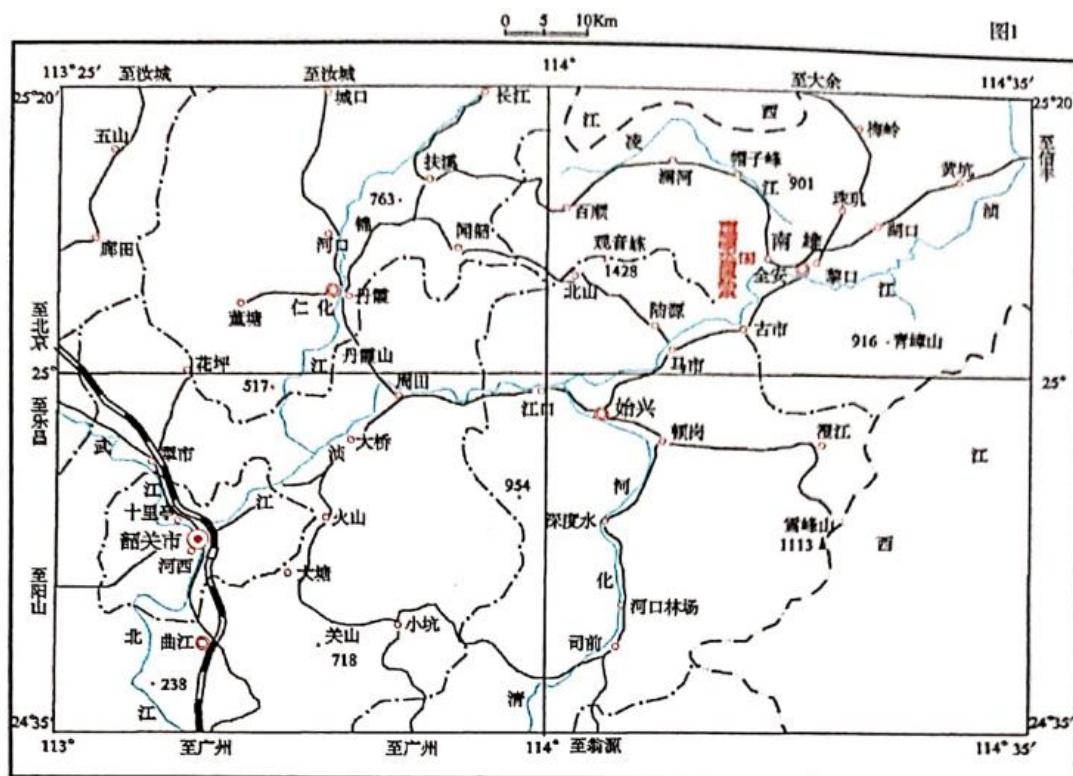 图1
0 5 10Km
113°25′ 至汝城 至汝城 114° 至大余 114°35′
25°20′ 25°20
城口 长江
江 西
五山 凌 梅岭
扶溪 帽子峰 至信丰
澜河 黄坑
763 江 901
百顺 珠玑 浈
锦
廊田 河口 闻韶 南雄 湖口
观音栋
1428 全安 黎口
北山 江
丹霞
仁化
董塘 陆源
至北京 古市
丹霞山 916 青嶂山
花坪 江 马市
25° 517 周田 25°
至乐昌 江口 始兴
大桥 顿岗 澄江
武 浈 江
犁市
江 954
江
十里亭 火山 深度水 西
韶关市 1113
河西 河
至阳山 大塘 化
河口林场
北 关山 小坑
曲江 718 司前
238
江 清
24°35′ 24°35′
113° 至广州 至广州 114° 至翁源 114°35′